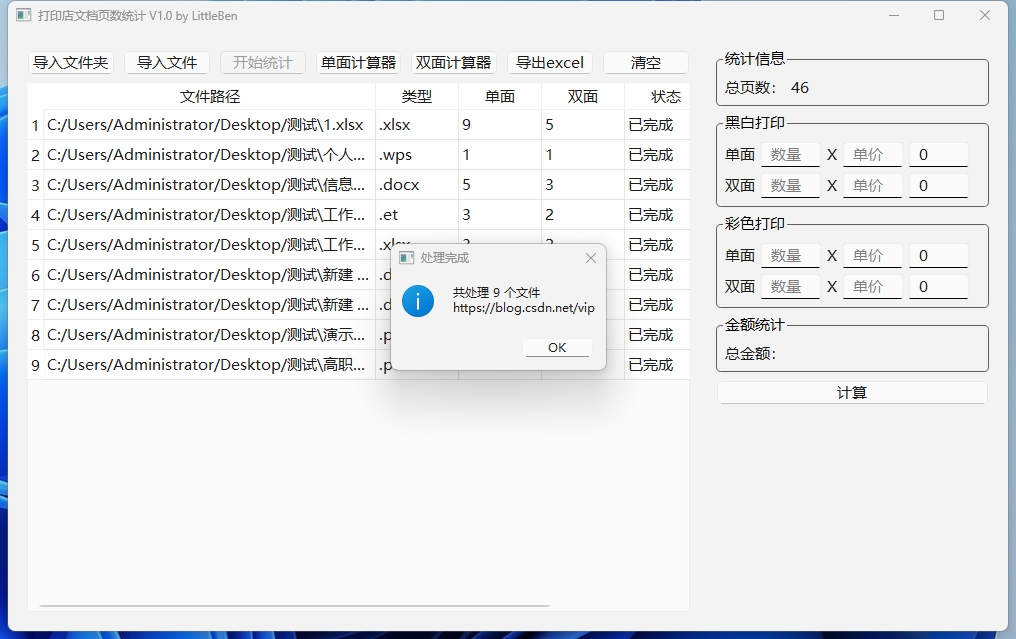 打印店文档页数统计 V1.0 by LittleBen
导入文件夹 导入文件 开始统计 单面计算器 双面计算器 导出excel 清空
文件路径 类型 单面 双面 状态
1 C:/Users/Administrator/Desktop/测试\1.xlsx .xlsx 9 5 已完成
2 C:/Users/Administrator/Desktop/测试\个人... .wps 1 1 已完成
3 C:/Users/Administrator/Desktop/测试\信息... .docx 5 3 已完成
4 C:/Users/Administrator/Desktop/测试\工作... .et 3 2 已完成
5 C:/Users/Administrator/Desktop/测试\工作... .xlsx 已完成
6 C:/Users/Administrator/Desktop/测试\新建 ... .d 已完成
7 C:/Users/Administrator/Desktop/测试\新建 ... .d 已完成
8 C:/Users/Administrator/Desktop/测试\演示... .p 已完成
9 C:/Users/Administrator/Desktop/测试\高职... .p 已完成
处理完成
共处理 9 个文件
https://blog.csdn.net/vip
OK
统计信息
总页数： 46
黑白打印
单面 数量 X 单价 0
双面 数量 X 单价 0
彩色打印
单面 数量 X 单价 0
双面 数量 X 单价 0
金额统计
总金额：
计算